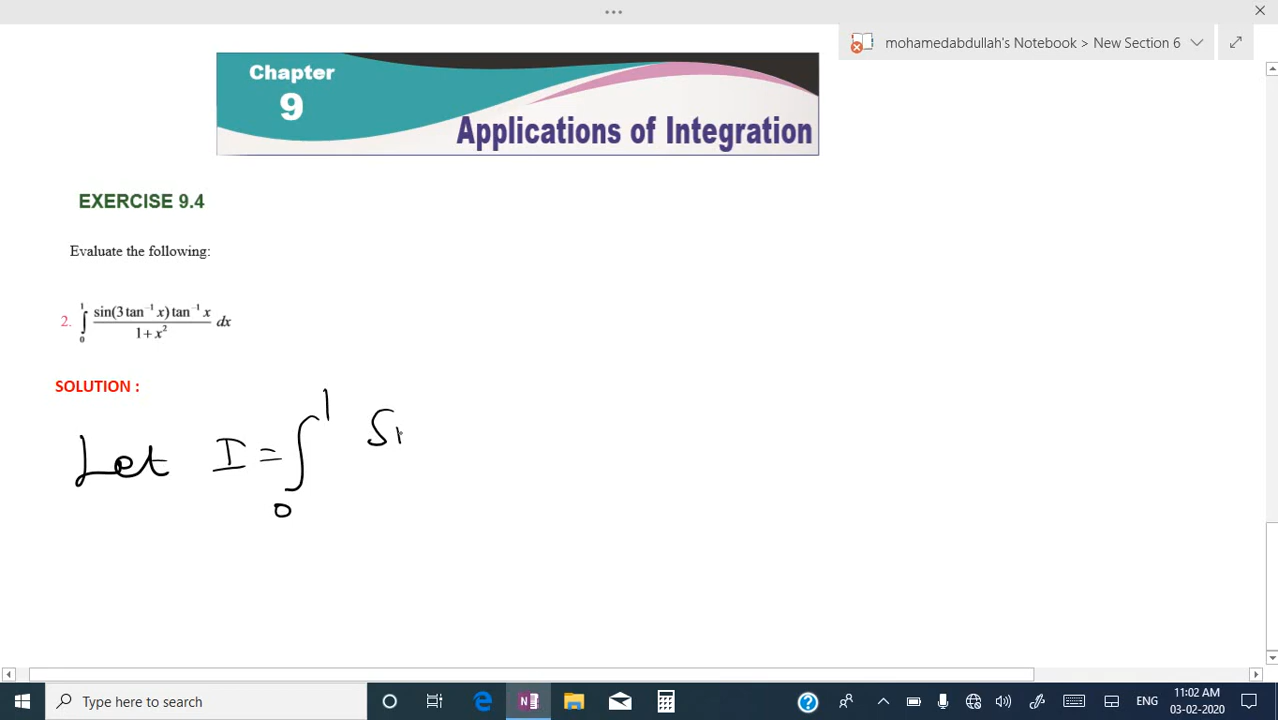 mohamedabdullah's Notebook > New Section 6
Chapter
9
Applications of Integration
EXERCISE 9.4
Evaluate the following:
2. ∫₀¹ sin(3 tan⁻¹ x) tan⁻¹ x / 1 + x² dx
SOLUTION :
Let I = ∫₀¹ Si
Type here to search
N
ENG
11:02 AM
03-02-2020